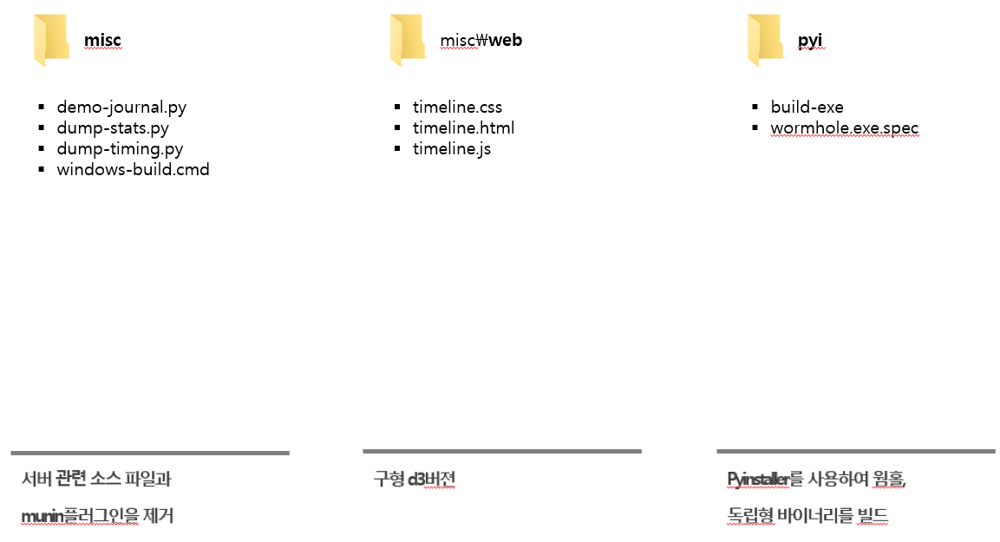 misc
demo-journal.py
dump-stats.py
dump-timing.py
windows-build.cmd
서버 관련 소스 파일과
munin플러그인을 제거
misc₩web
timeline.css
timeline.html
timeline.js
구형 d3버젼
pyi
build-exe
wormhole.exe.spec
Pyinstaller를 사용하여 웜홀,
독립형 바이너리를 빌드